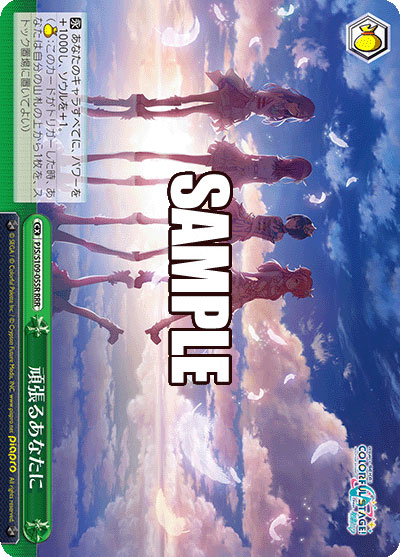 【永】 あなたのキャラすべてに、パワーを
+1000し、ソウルを+1。
(  : このカードがトリガーした時、あ
なたは自分の山札の上から1枚を、ス
トック置場に置いてよい)
SAMPLE
CX
PJS/S109-055R RRR
頑張るあなたに
© SEGA / © Colorful Palette Inc. / © Crypton Future Media, INC. www.piapro.net
piapro
All rights reserved.
COLORFUL STAGE!